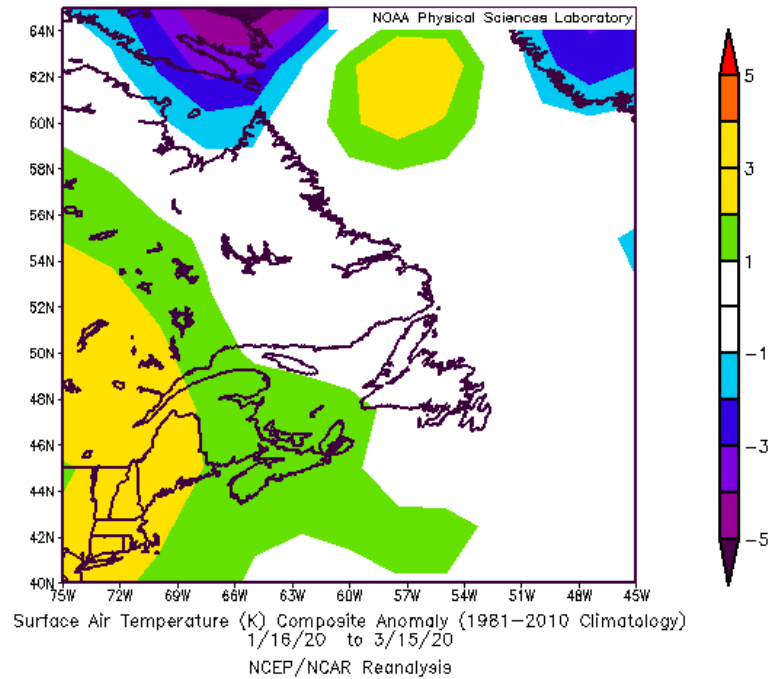 NOAA Physical Sciences Laboratory
64N
62N
60N
58N
56N
54N
52N
50N
48N
46N
44N
42N
40N
75W 72W 69W 66W 63W 60W 57W 54W 51W 48W 45W
5
3
1
-1
-3
-5
Surface Air Temperature (K) Composite Anomaly (1981-2010 Climatology)
1/16/20 to 3/15/20
NCEP/NCAR Reanalysis